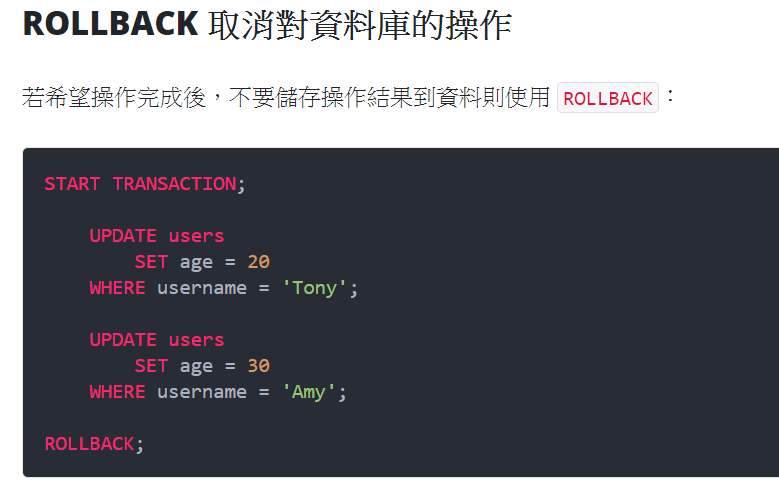 ROLLBACK 取消對資料庫的操作
若希望操作完成後，不要儲存操作結果到資料則使用 ROLLBACK：
START TRANSACTION;
UPDATE users
SET age = 20
WHERE username = 'Tony';
UPDATE users
SET age = 30
WHERE username = 'Amy';
ROLLBACK;